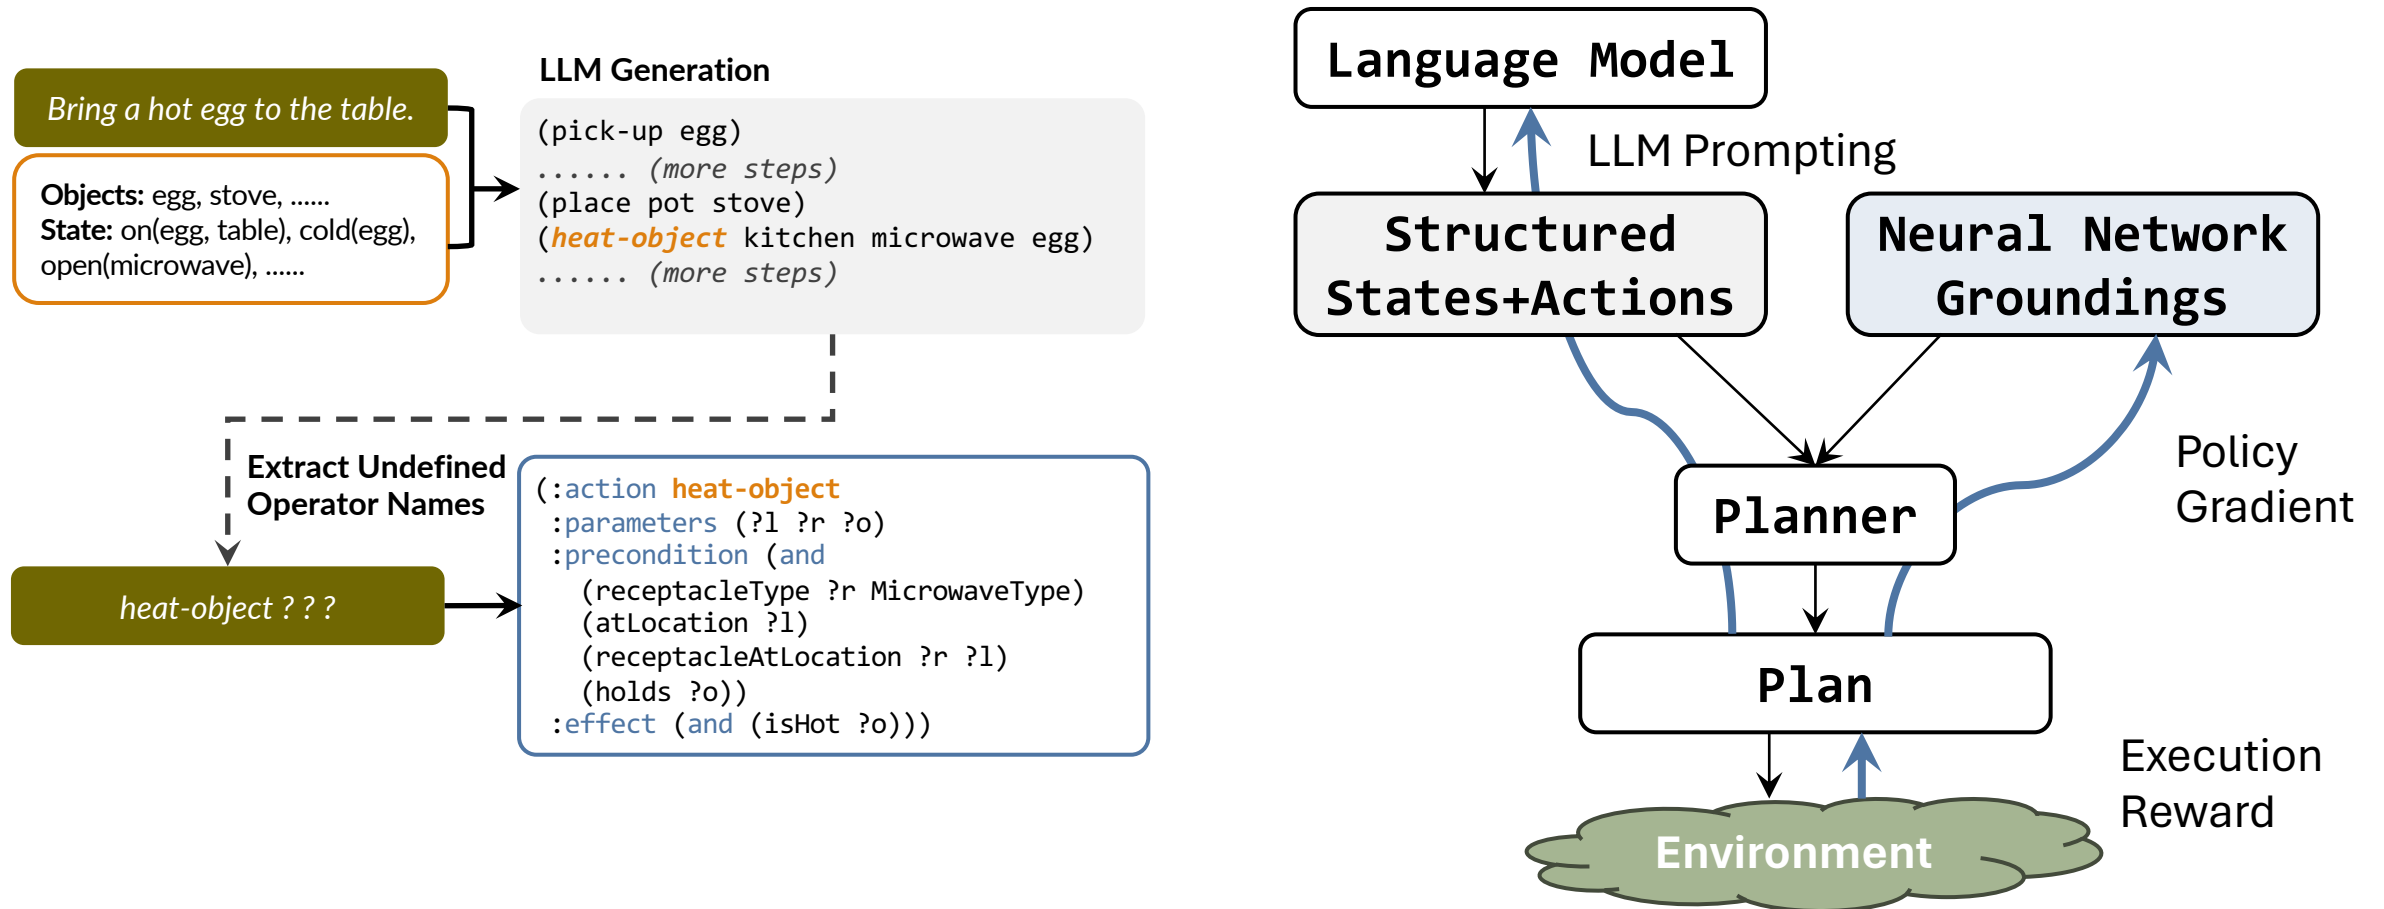 Bring a hot egg to the table.
Objects: egg, stove, ......
State: on(egg, table), cold(egg),
open(microwave), ......
LLM Generation
(pick-up egg)
...... (more steps)
(place pot stove)
(heat-object kitchen microwave egg)
...... (more steps)
Extract Undefined
Operator Names
heat-object ? ? ?
(:action heat-object
:parameters (?l ?r ?o)
:precondition (and
(receptacleType ?r MicrowaveType)
(atLocation ?l)
(receptacleAtLocation ?r ?l)
(holds ?o))
:effect (and (isHot ?o)))
Language Model
LLM Prompting
Structured
States+Actions
Neural Network
Groundings
Planner
Policy
Gradient
Plan
Execution
Reward
Environment